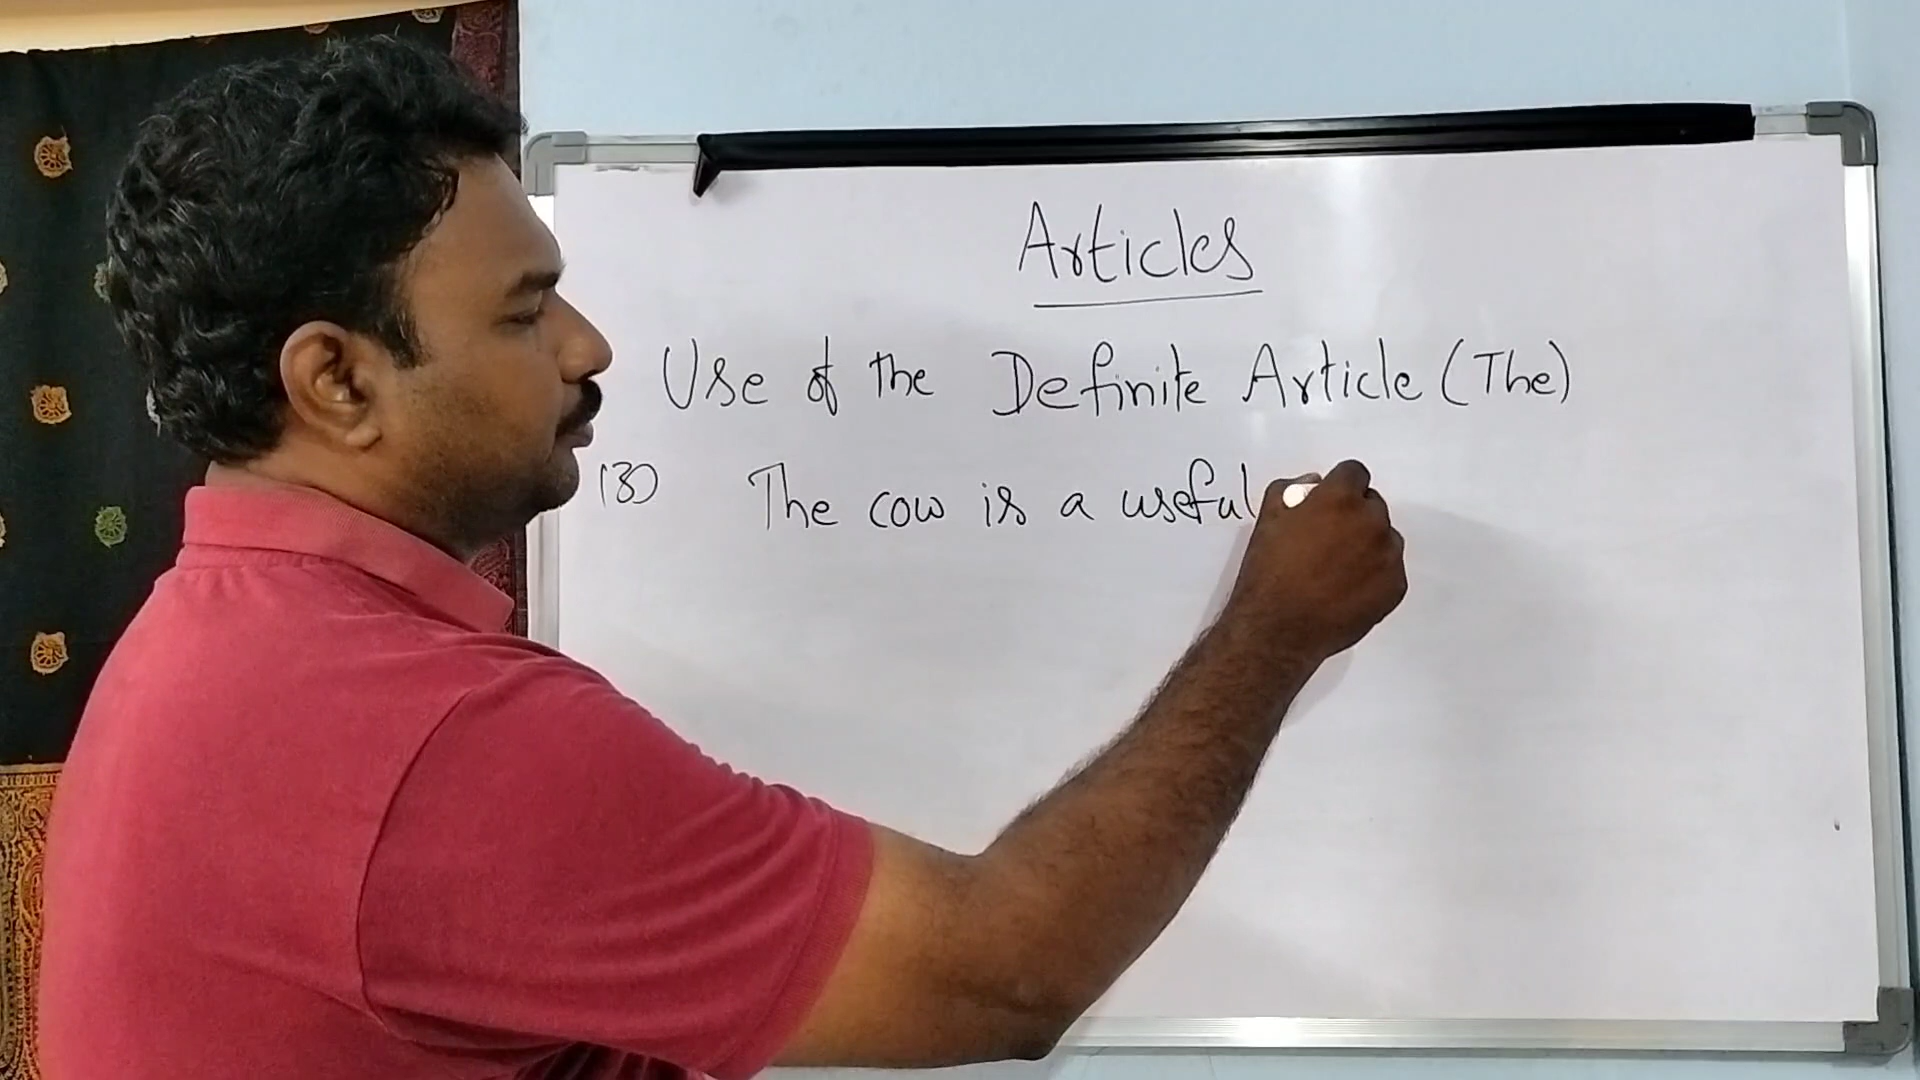 Articles
Use of the Definite Article (The)
(3) The cow is a useful